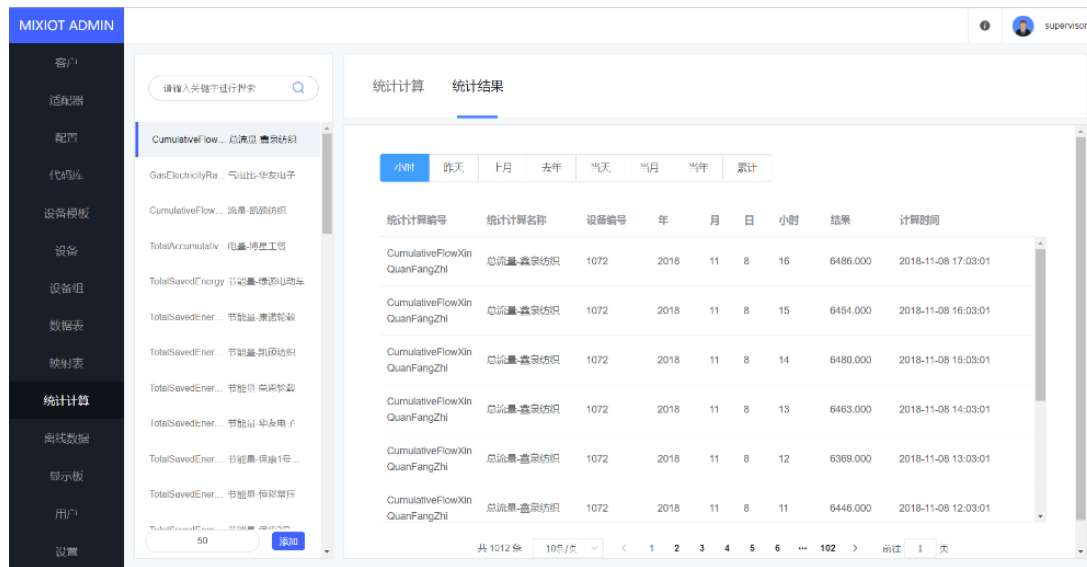 MIXIOT ADMIN
supervisor
客户
适配器
配置
代码库
设备模板
设备
设备组
数据表
映射表
统计计算
离线数据
显示板
用户
设置
请输入关键字进行搜索
CumulativeFlow... 总流量-鑫泉纺织
GasElectricityRa... 气电比-华友电子
CumulativeFlow... 流量-凯硕纺织
TotalAccumulativ... 电量-博星工贸
TotalSavedEnergy 节能量-绿源电动车
TotalSavedEner... 节能量-康诺轮毂
TotalSavedEner... 节能量-凯硕纺织
TotalSavedEner... 节能量
TotalSavedEner... 节能量-华友电子
TotalSavedEner... 节能量-保康1号...
TotalSavedEner... 节能量
50
添加
统计计算 统计结果
小时 昨天 上月 去年 当天 当月 当年 累计
统计计算编号 统计计算名称 设备编号 年 月 日 小时 结果 计算时间
CumulativeFlowXin
QuanFangZhi 总流量-鑫泉纺织 1072 2018 11 8 16 6486.000 2018-11-08 17:03:01
CumulativeFlowXin
QuanFangZhi 总流量-鑫泉纺织 1072 2018 11 8 15 6454.000 2018-11-08 16:03:01
CumulativeFlowXin
QuanFangZhi 总流量-鑫泉纺织 1072 2018 11 8 14 6480.000 2018-11-08 15:03:01
CumulativeFlowXin
QuanFangZhi 总流量-鑫泉纺织 1072 2018 11 8 13 6463.000 2018-11-08 14:03:01
CumulativeFlowXin
QuanFangZhi 总流量-鑫泉纺织 1072 2018 11 8 12 6369.000 2018-11-08 13:03:01
CumulativeFlowXin
QuanFangZhi 总流量-鑫泉纺织 1072 2018 11 8 11 6446.000 2018-11-08 12:03:01
共 1012 条 10条/页 < 1 2 3 4 5 6 ... 102 > 前往 1 页